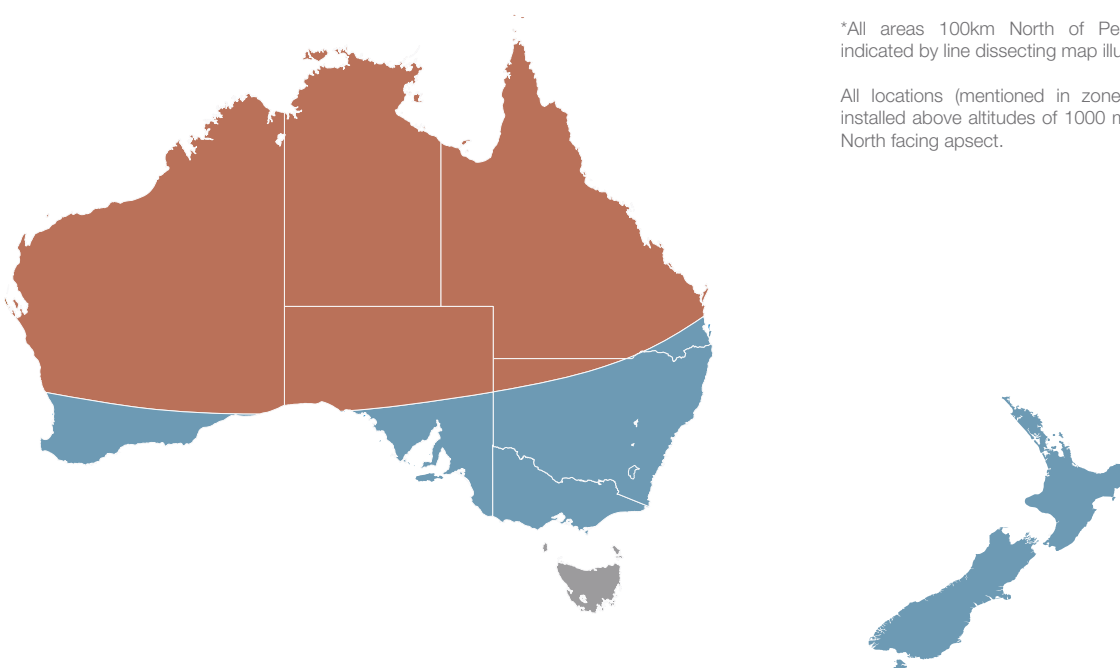 *All areas 100km North of Pe
indicated by line dissecting map illu
All locations (mentioned in zone
installed above altitudes of 1000 m
North facing apsect.